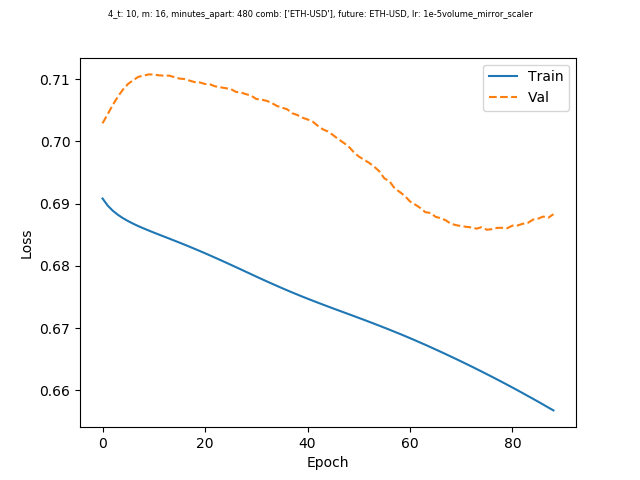 4_t: 10, m: 16, minutes_apart: 480 comb: ['ETH-USD'], future: ETH-USD, lr: 1e-5volume_mirror_scaler
Train
Val
0.71
0.70
0.69
0.68
0.67
0.66
Loss
0 20 40 60 80
Epoch